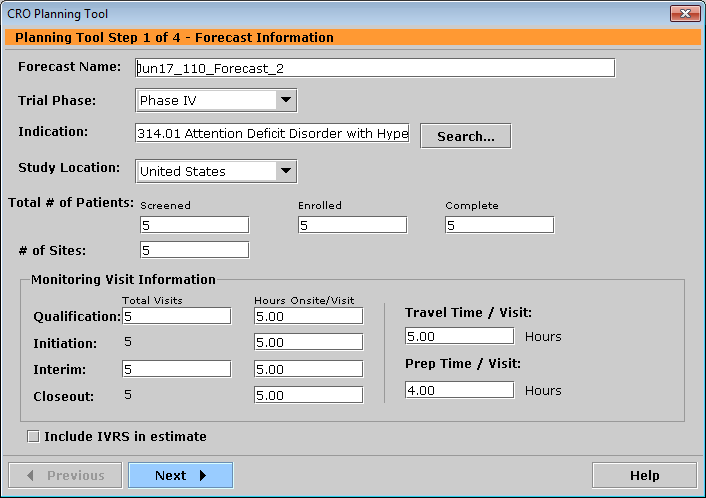 CRO Planning Tool
Planning Tool Step 1 of 4 - Forecast Information
Forecast Name: Jun17_110_Forecast_2
Trial Phase: Phase IV
Indication: 314.01 Attention Deficit Disorder with Hype Search...
Study Location: United States
Total # of Patients: Screened Enrolled Complete
5 5 5
# of Sites: 5
Monitoring Visit Information
Total Visits Hours Onsite/Visit
Qualification: 5 5.00
Initiation: 5 5.00
Interim: 5 5.00
Closeout: 5 5.00
Travel Time / Visit:
5.00 Hours
Prep Time / Visit:
4.00 Hours
Include IVRS in estimate
Previous Next Help